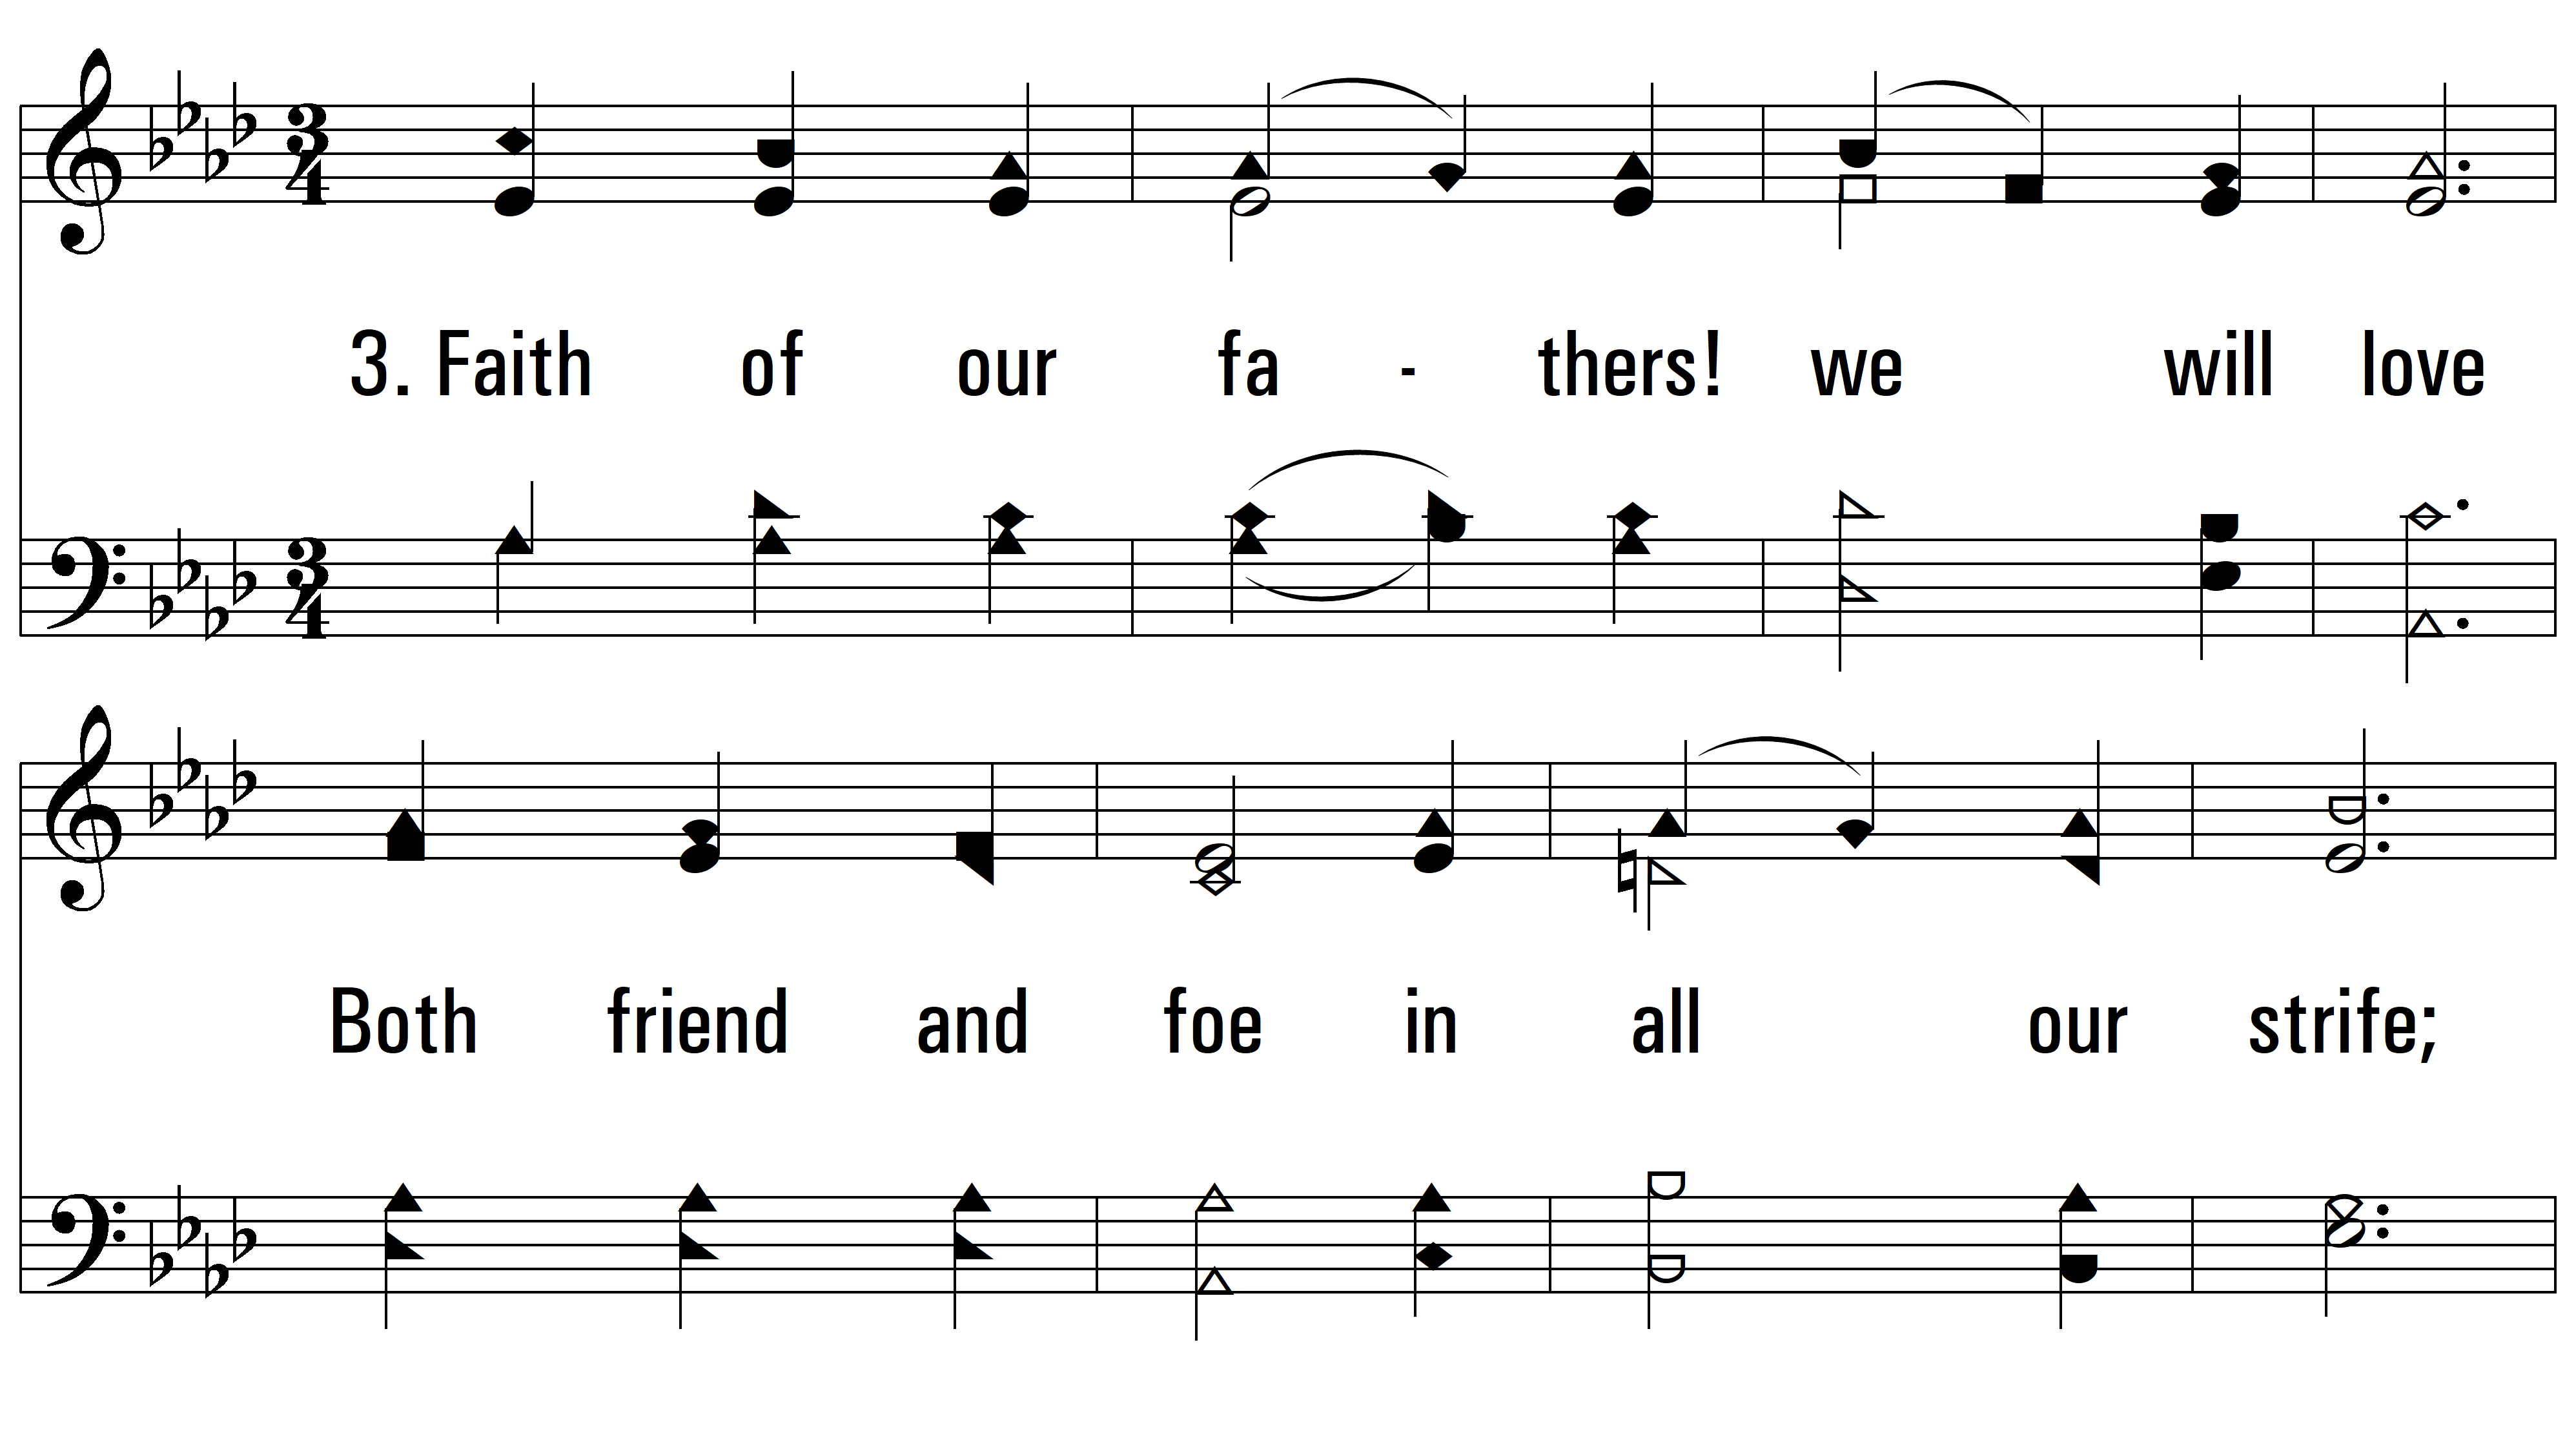 3. Faith of our fa - thers! we will love
Both friend and foe in all our strife;